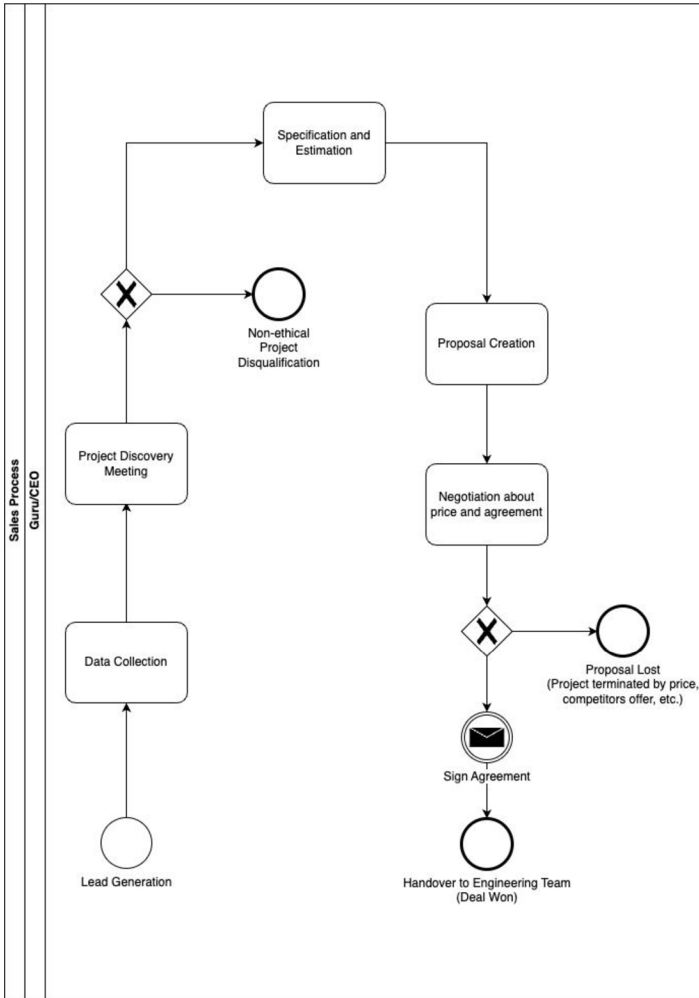 Sales Process
Guru/CEO
Specification and
Estimation
Non-ethical
Project
Disqualification
Proposal Creation
Project Discovery
Meeting
Negotiation about
price and agreement
Data Collection
Proposal Lost
(Project terminated by price,
competitors offer, etc.)
Sign Agreement
Lead Generation
Handover to Engineering Team
(Deal Won)